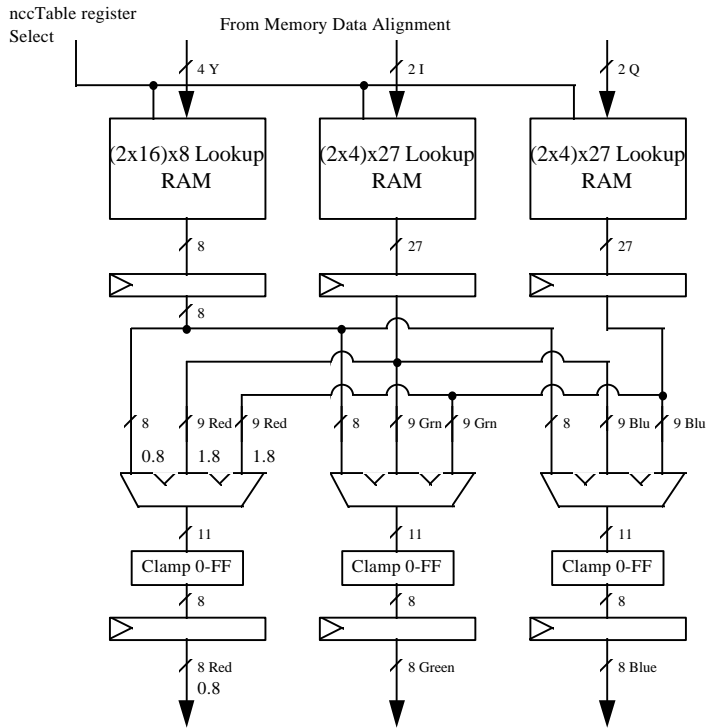 nccTable register
Select
From Memory Data Alignment
4 Y
2 I
2 Q
(2x16)x8 Lookup
RAM
(2x4)x27 Lookup
RAM
(2x4)x27 Lookup
RAM
8
27
27
8
8
9 Red
9 Red
8
9 Grn
9 Grn
8
9 Blu
9 Blu
0.8
1.8
1.8
11
11
11
Clamp 0-FF
Clamp 0-FF
Clamp 0-FF
8
8
8
8 Red
8 Green
8 Blue
0.8